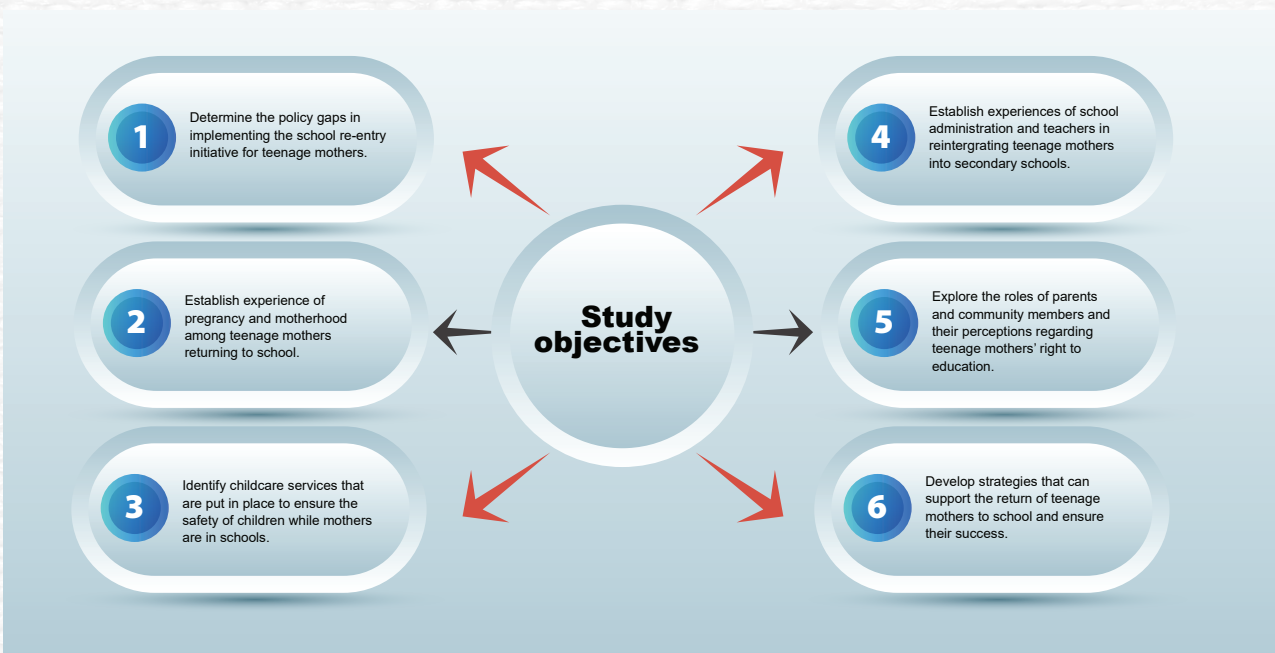 1
Determine the policy gaps in
implementing the school re-entry
initiative for teenage mothers.
2
Establish experience of
pregnancy and motherhood
among teenage mothers
returning to school.
3
Identify childcare services that
are put in place to ensure the
safety of children while mothers
are in schools.
Study
objectives
4
Establish experiences of school
administration and teachers in
reintergrating teenage mothers
into secondary schools.
5
Explore the roles of parents
and community members and
their perceptions regarding
teenage mothers’ right to
education.
6
Develop strategies that can
support the return of teenage
mothers to school and ensure
their success.